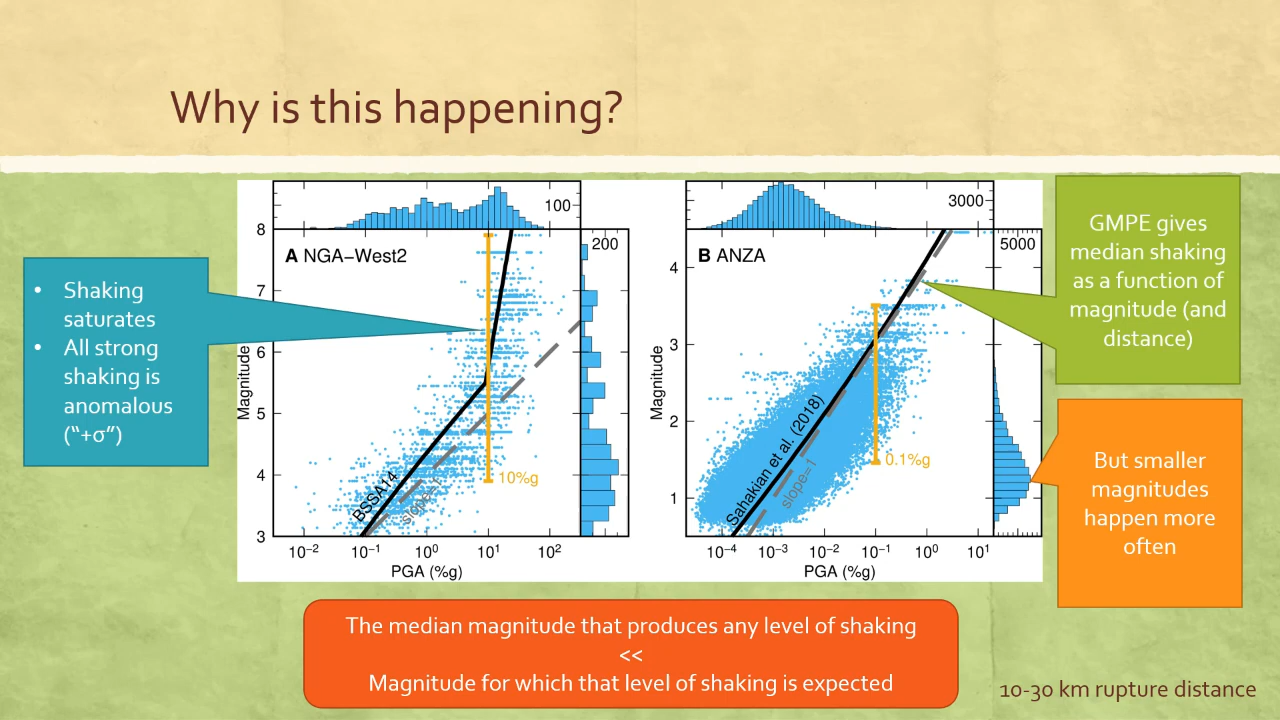 Why is this happening?
• Shaking
saturates
• All strong
shaking is
anomalous
("+σ")
100
200
A NGA–West2
8
7
6
5
4
3
Magnitude
BSSA14
slope=1
10%g
10⁻² 10⁻¹ 10⁰ 10¹ 10²
PGA (%g)
3000
5000
B ANZA
4
3
2
1
Magnitude
Sahakian et al. (2018)
slope=1
0.1%g
10⁻⁴ 10⁻³ 10⁻² 10⁻¹ 10⁰ 10¹
PGA (%g)
GMPE gives
median shaking
as a function of
magnitude (and
distance)
But smaller
magnitudes
happen more
often
The median magnitude that produces any level of shaking
<<
Magnitude for which that level of shaking is expected
10-30 km rupture distance